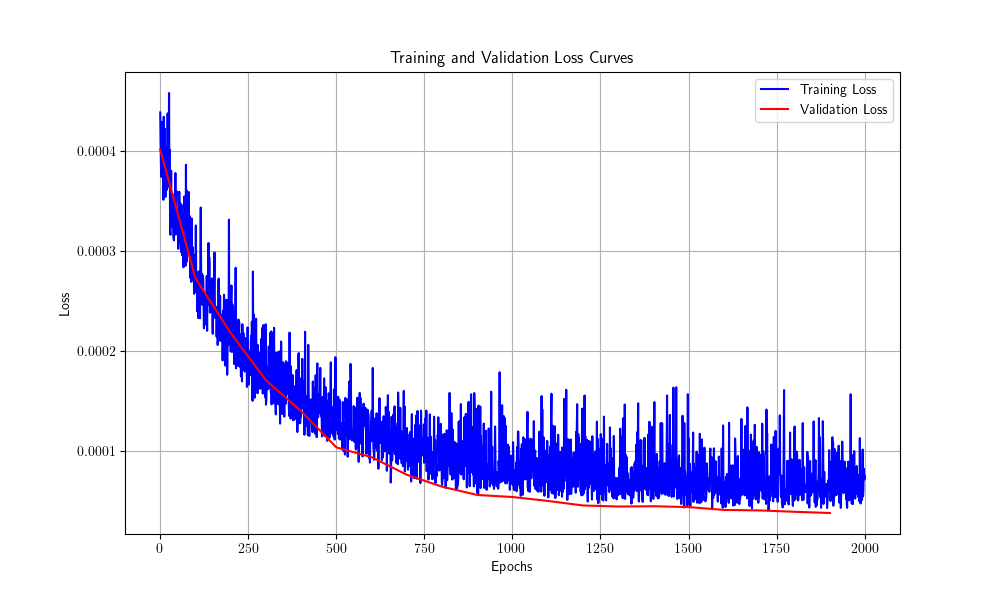 Training and Validation Loss Curves
Training Loss
Validation Loss
0.0004
0.0003
0.0002
0.0001
Loss
0 250 500 750 1000 1250 1500 1750 2000
Epochs